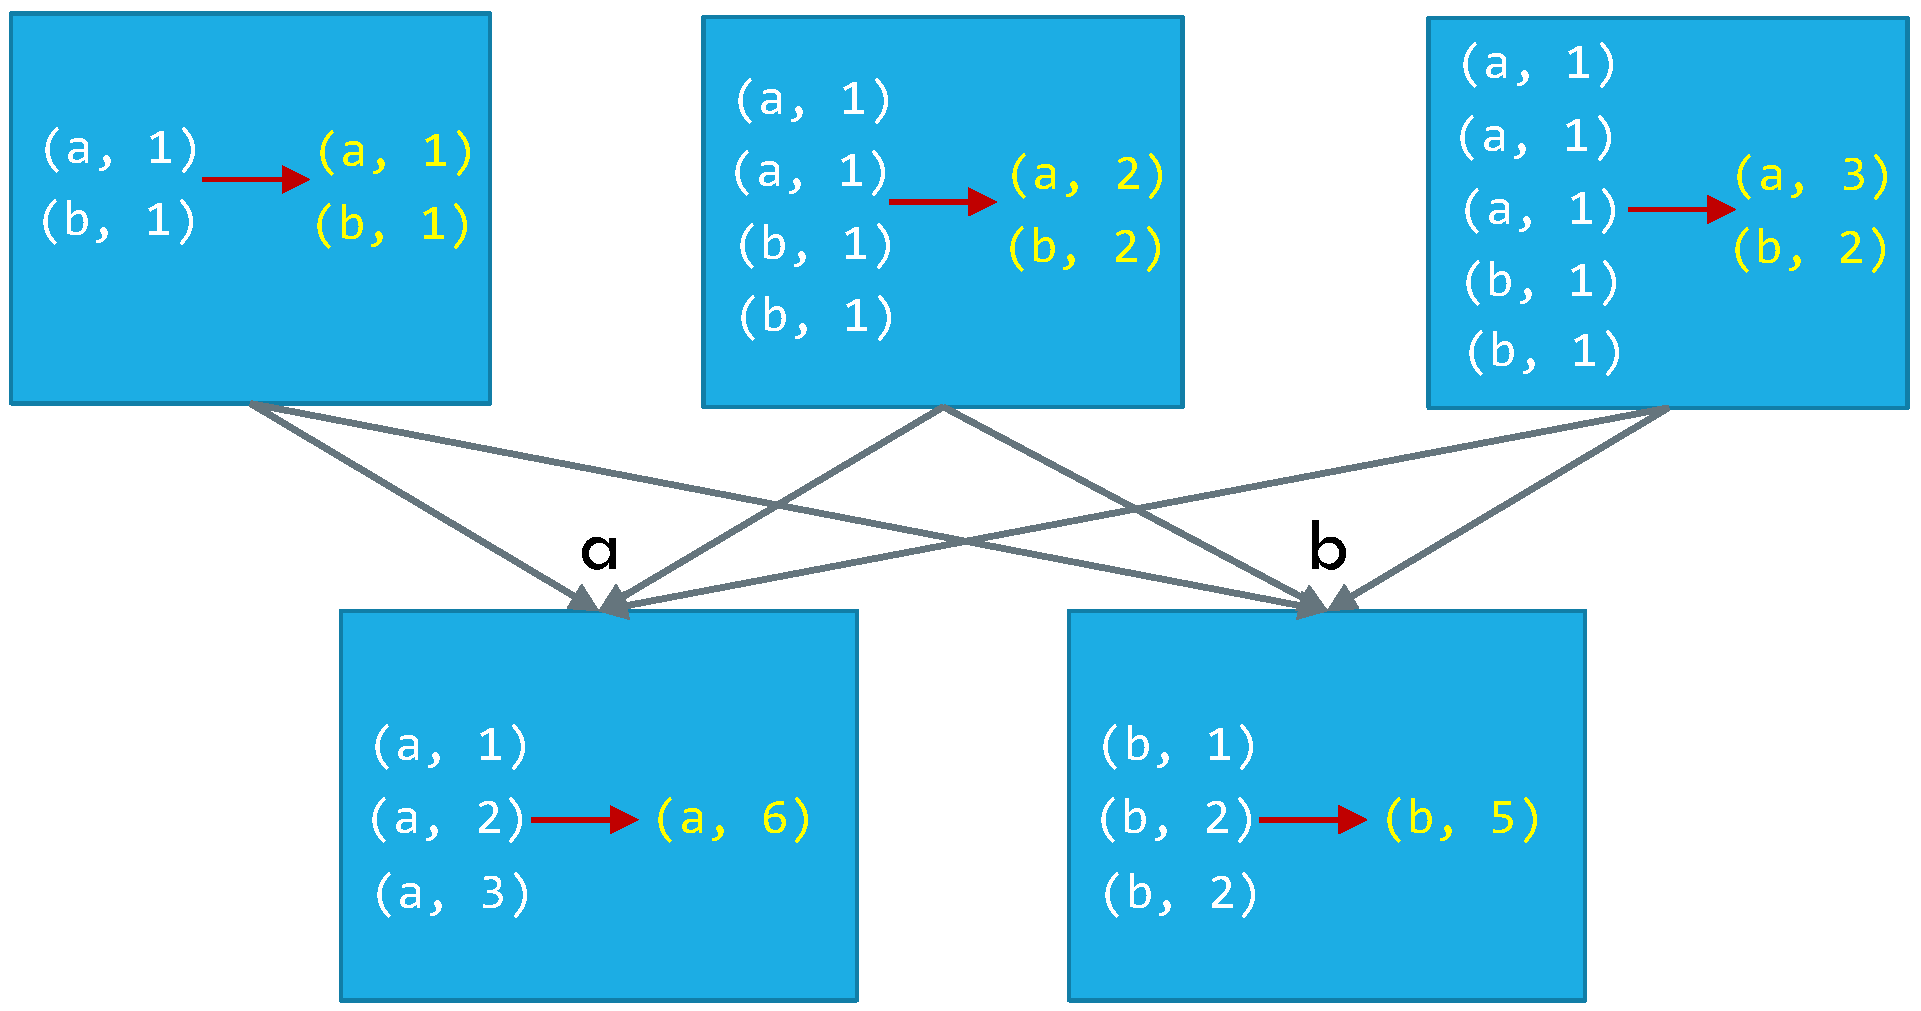 (a, 1)
(b, 1)
(a, 1)
(b, 1)
(a, 1)
(a, 1)
(b, 1)
(b, 1)
(a, 2)
(b, 2)
(a, 1)
(a, 1)
(a, 1)
(b, 1)
(b, 1)
(a, 3)
(b, 2)
a
b
(a, 1)
(a, 2)
(a, 3)
(a, 6)
(b, 1)
(b, 2)
(b, 2)
(b, 5)